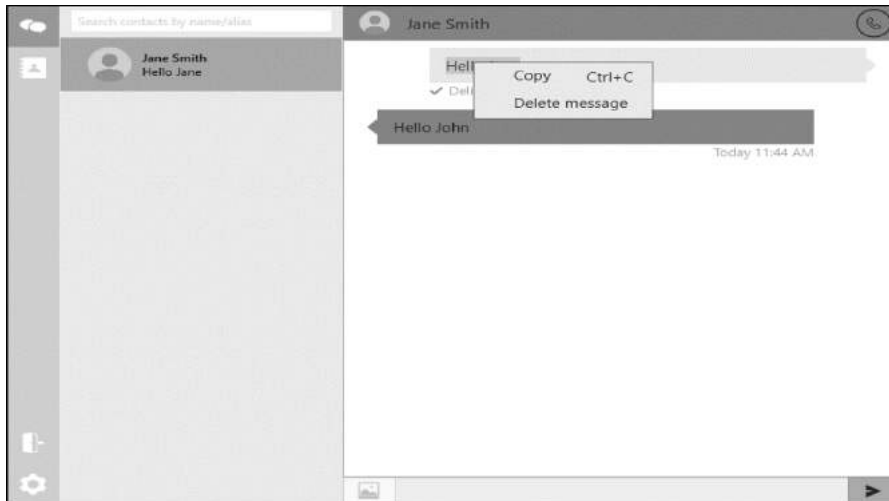 Search contacts by name/alias
Jane Smith
Hello Jane
Jane Smith
Copy Ctrl+C
Delete message
Hello John
Today 11:44 AM